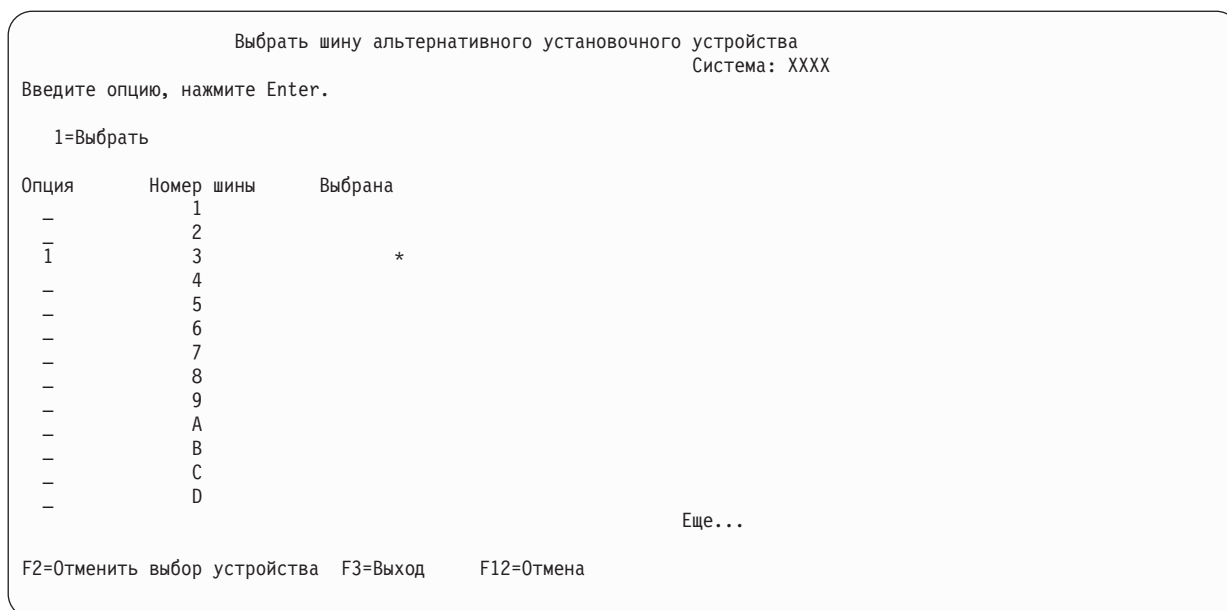 Выбрать шину альтернативного установочного устройства
Система: XXXX
Введите опцию, нажмите Enter.
1=Выбрать
Опция Номер шины Выбрана
_ 1
_ 2
1 3 *
_ 4
_ 5
_ 6
_ 7
_ 8
_ 9
_ A
_ B
_ C
_ D
Еще...
F2=Отменить выбор устройства F3=Выход F12=Отмена